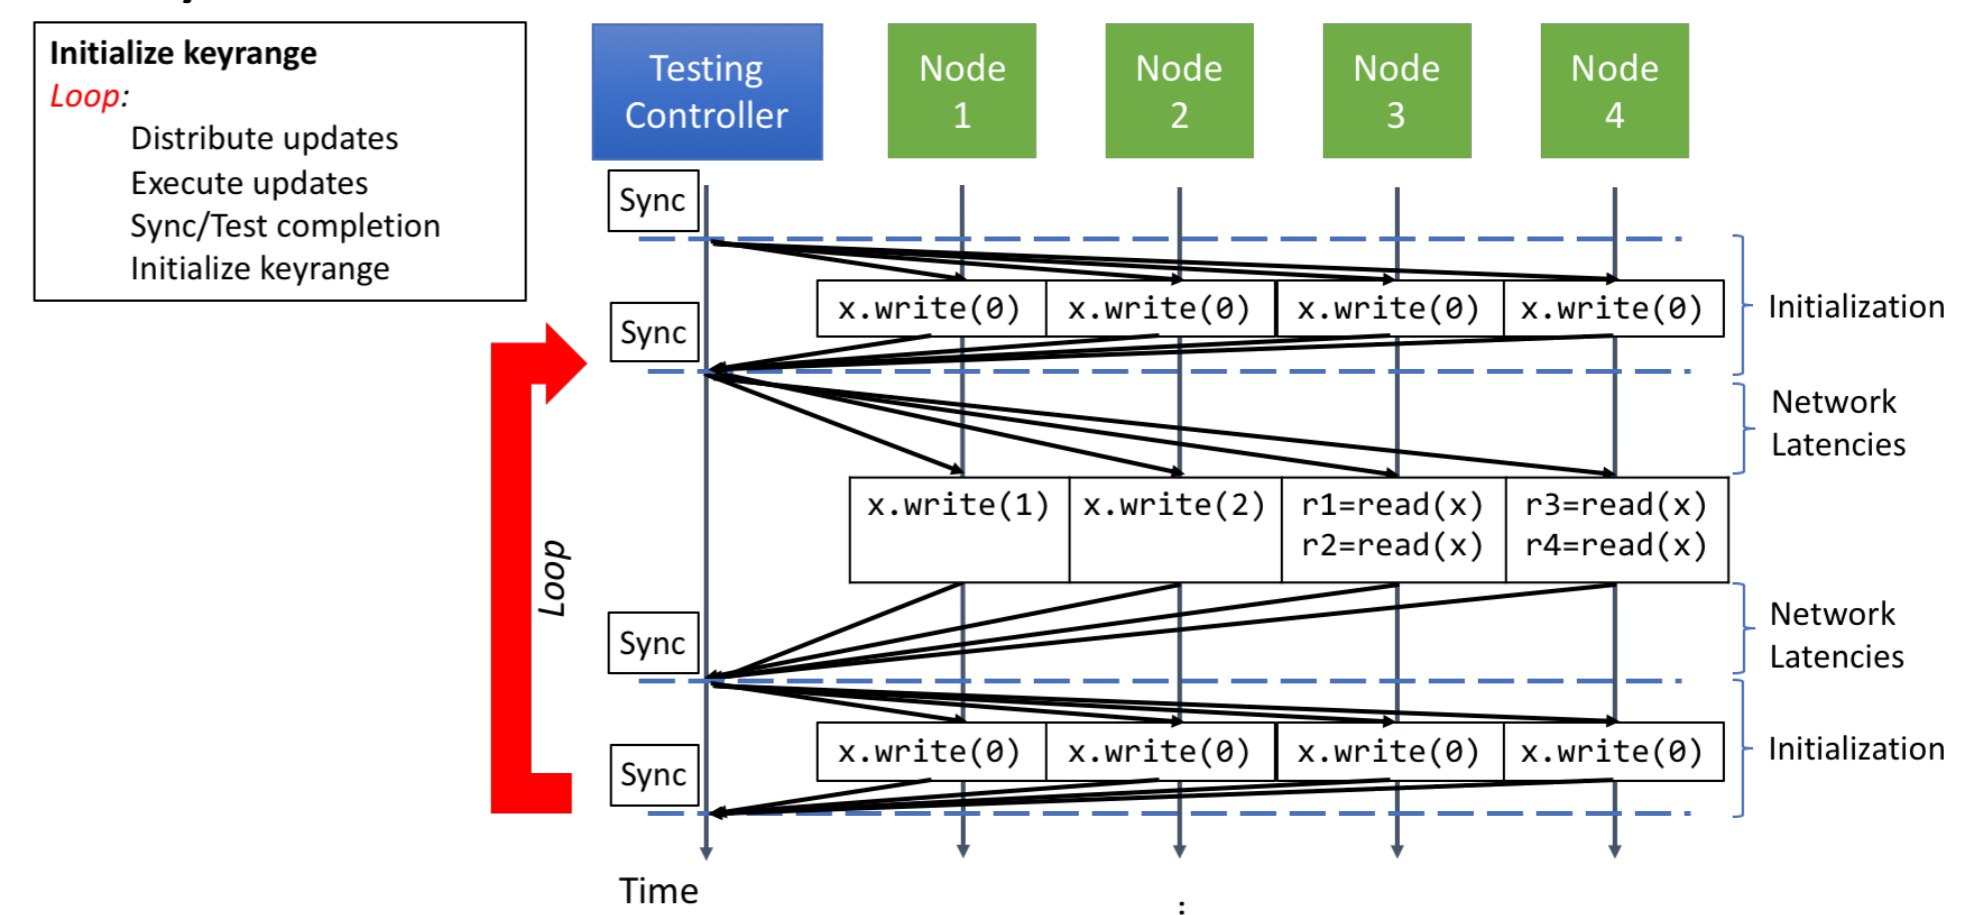 Initialize keyrange
Loop:
Distribute updates
Execute updates
Sync/Test completion
Initialize keyrange
Testing
Controller
Node
1
Node
2
Node
3
Node
4
Sync
x.write(0) x.write(0) x.write(0) x.write(0)
Initialization
Sync
Network
Latencies
x.write(1) x.write(2) r1=read(x) r3=read(x)
r2=read(x) r4=read(x)
Loop
Network
Latencies
Sync
x.write(0) x.write(0) x.write(0) x.write(0)
Initialization
Sync
Time
: